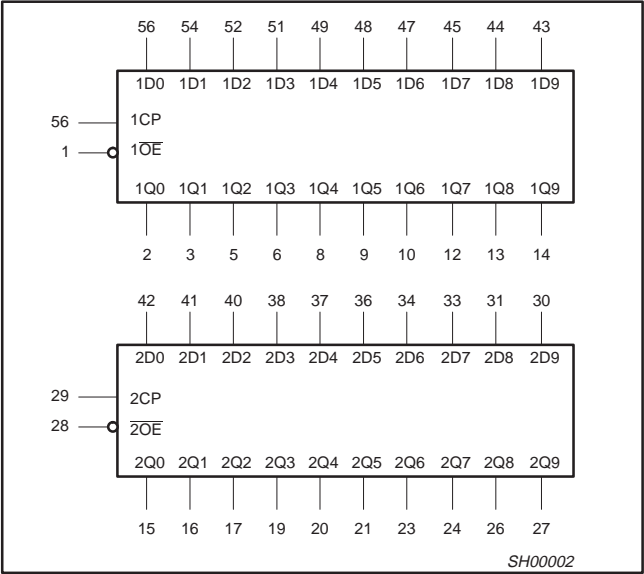 56 54 52 51 49 48 47 45 44 43
1D0 1D1 1D2 1D3 1D4 1D5 1D6 1D7 1D8 1D9
56 1CP
1 1O̅E̅
1Q0 1Q1 1Q2 1Q3 1Q4 1Q5 1Q6 1Q7 1Q8 1Q9
2 3 5 6 8 9 10 12 13 14
42 41 40 38 37 36 34 33 31 30
2D0 2D1 2D2 2D3 2D4 2D5 2D6 2D7 2D8 2D9
29 2CP
28 2̅O̅E̅
2Q0 2Q1 2Q2 2Q3 2Q4 2Q5 2Q6 2Q7 2Q8 2Q9
15 16 17 19 20 21 23 24 26 27
SH00002